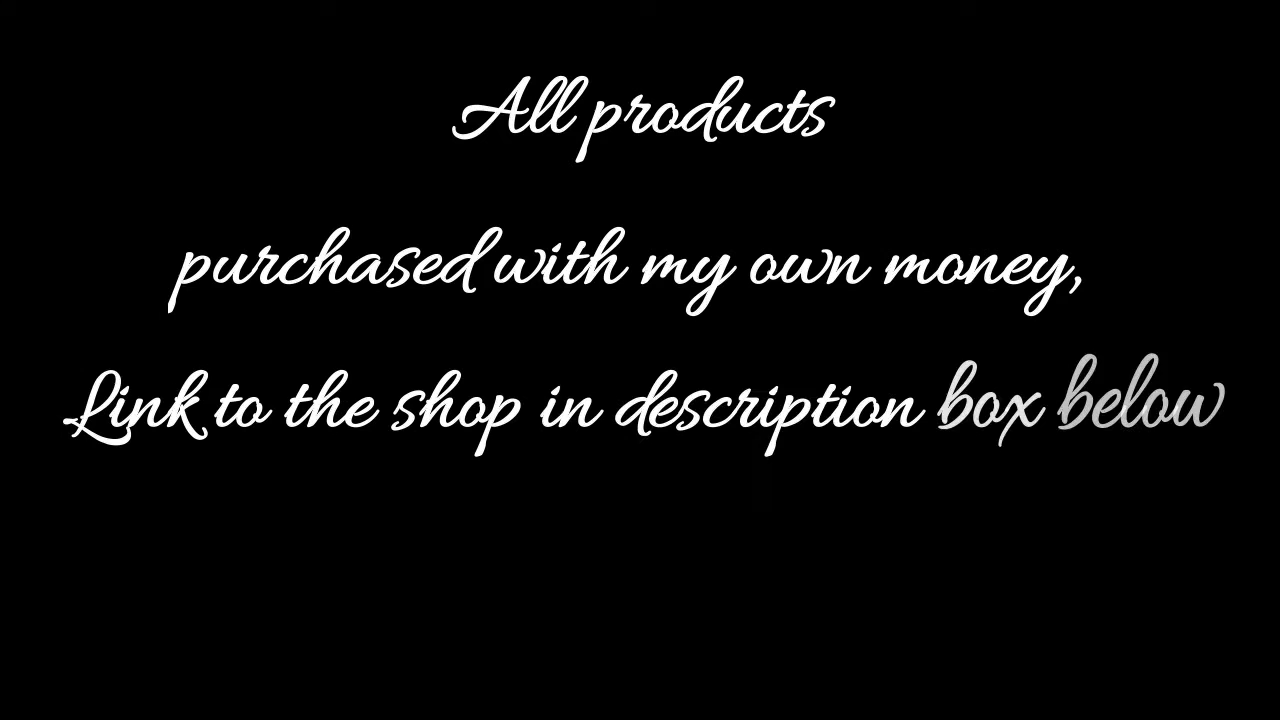 All products
purchased with my own money,
Link to the shop in description box below